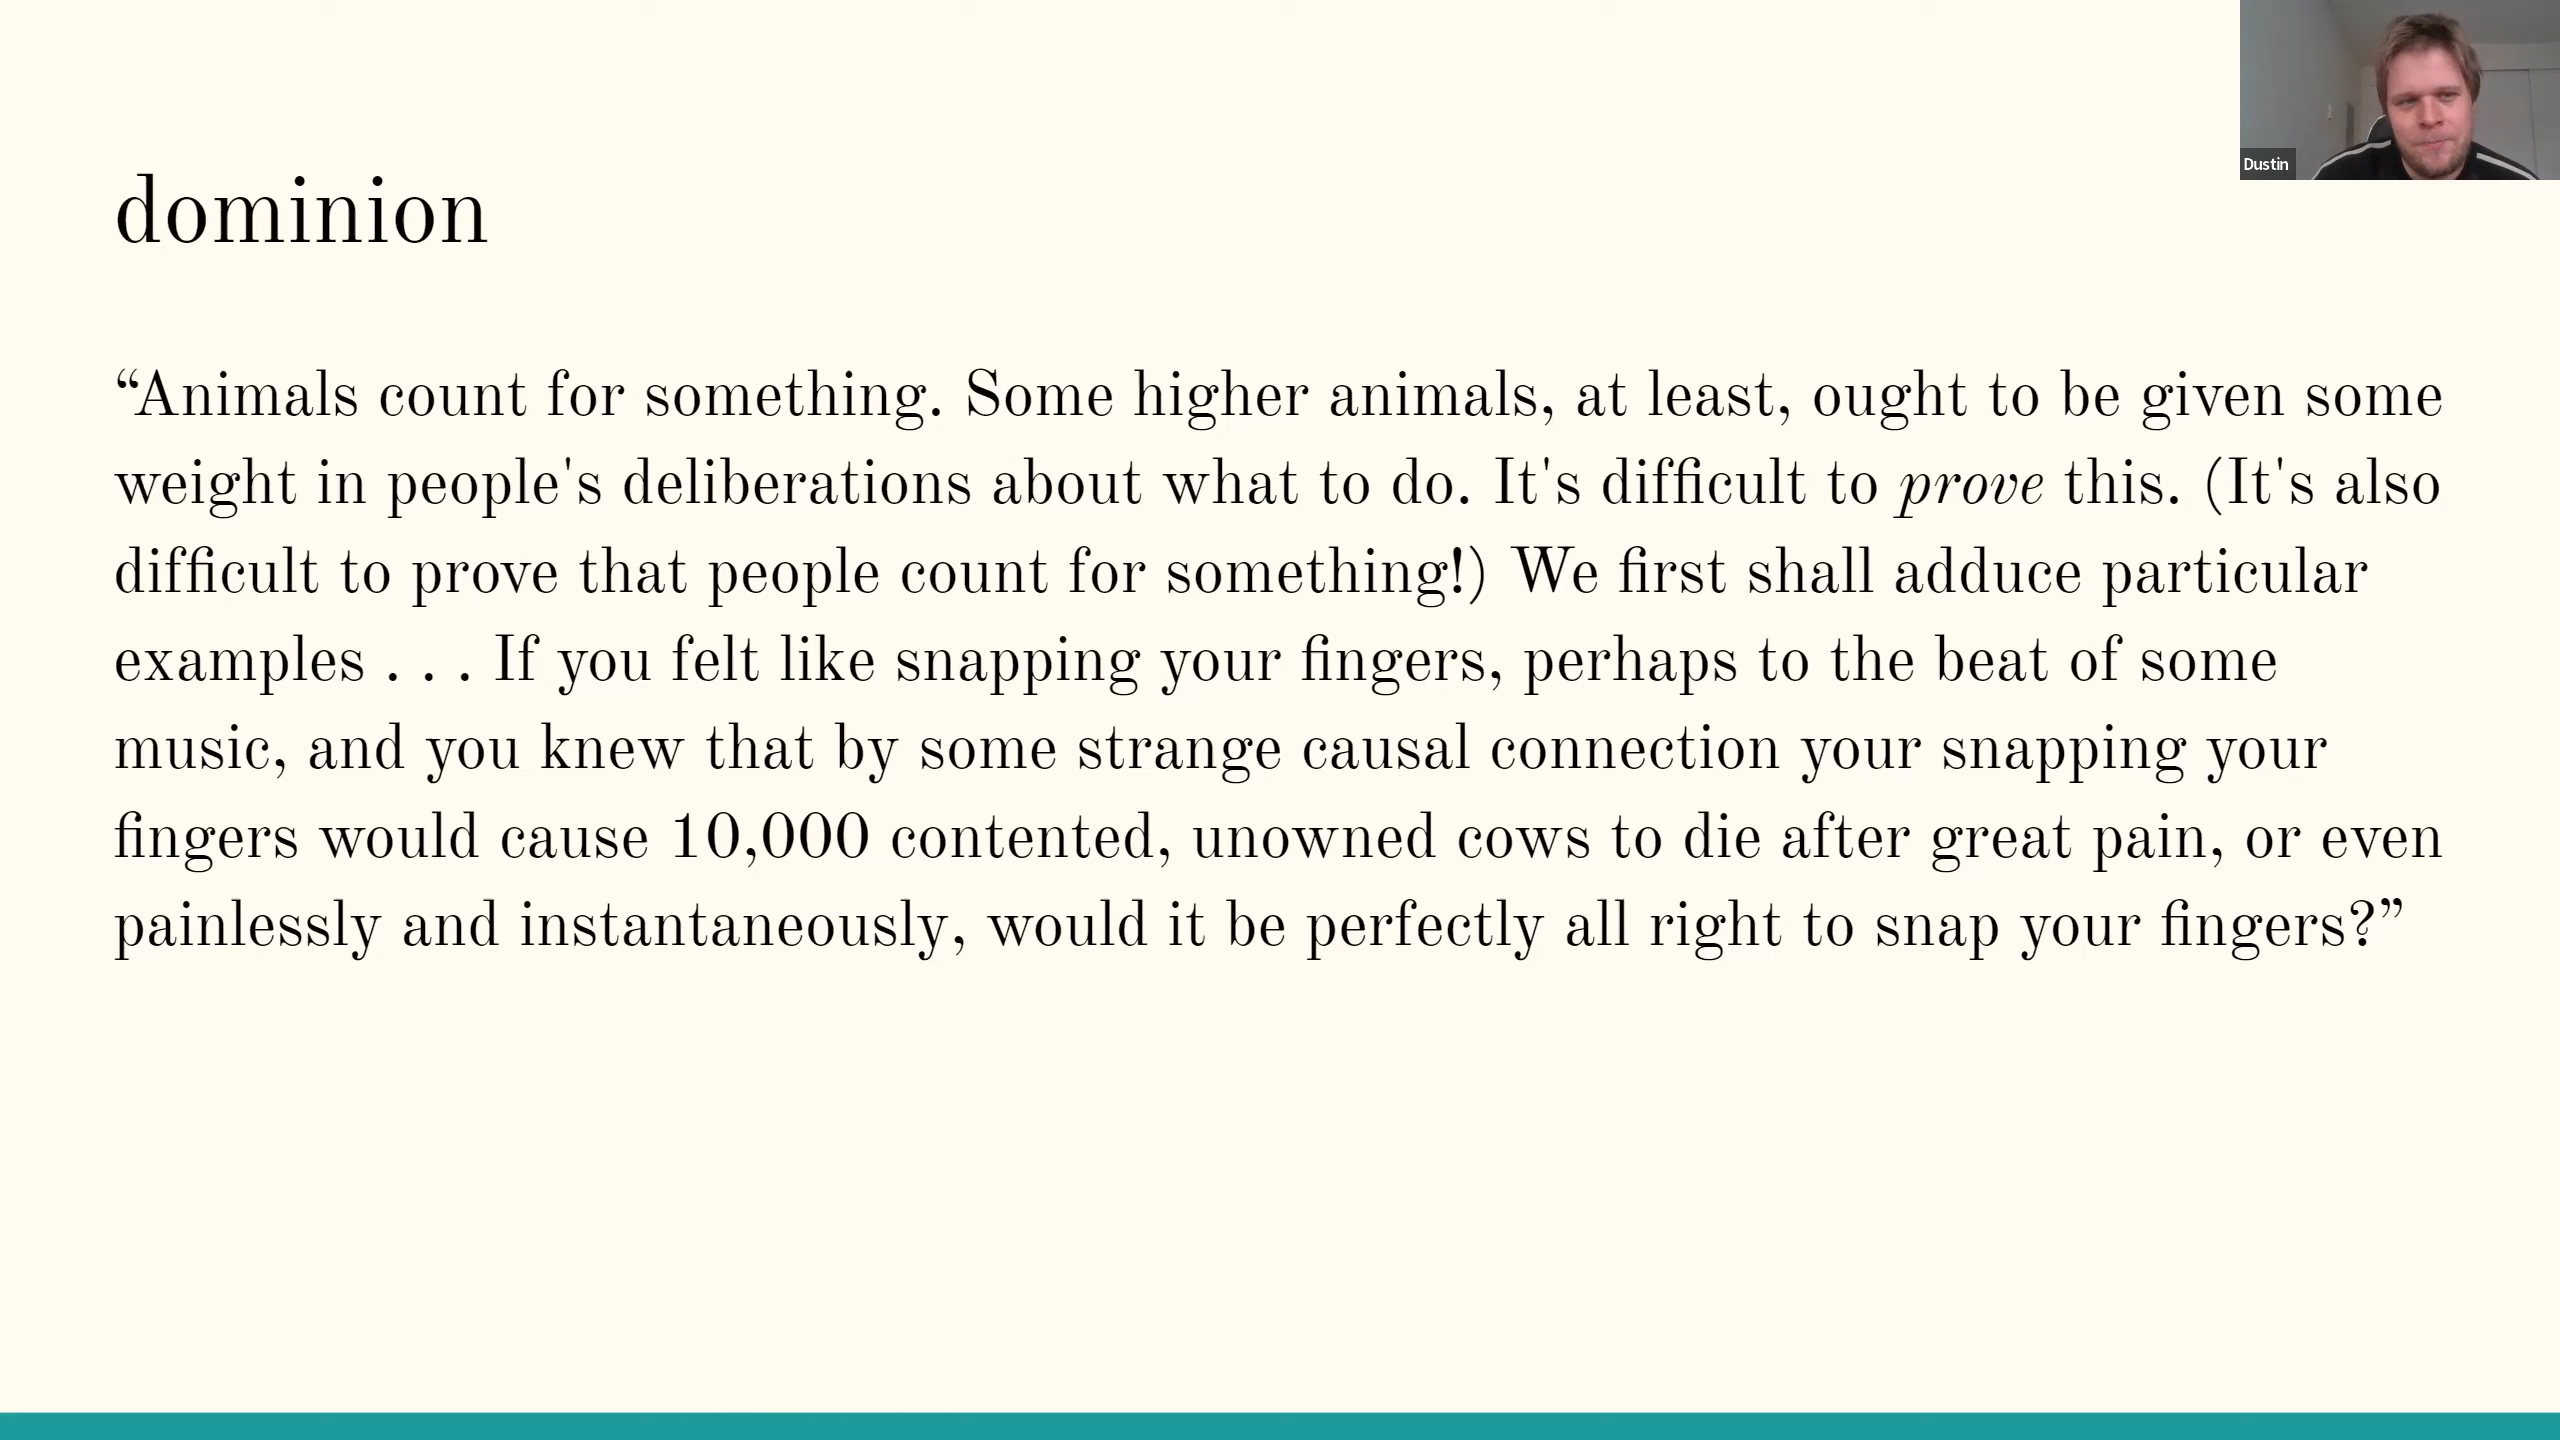 dominion
“Animals count for something. Some higher animals, at least, ought to be given some
weight in people's deliberations about what to do. It's difficult to prove this. (It's also
difficult to prove that people count for something!) We first shall adduce particular
examples . . . If you felt like snapping your fingers, perhaps to the beat of some
music, and you knew that by some strange causal connection your snapping your
fingers would cause 10,000 contented, unowned cows to die after great pain, or even
painlessly and instantaneously, would it be perfectly all right to snap your fingers?”
Dustin